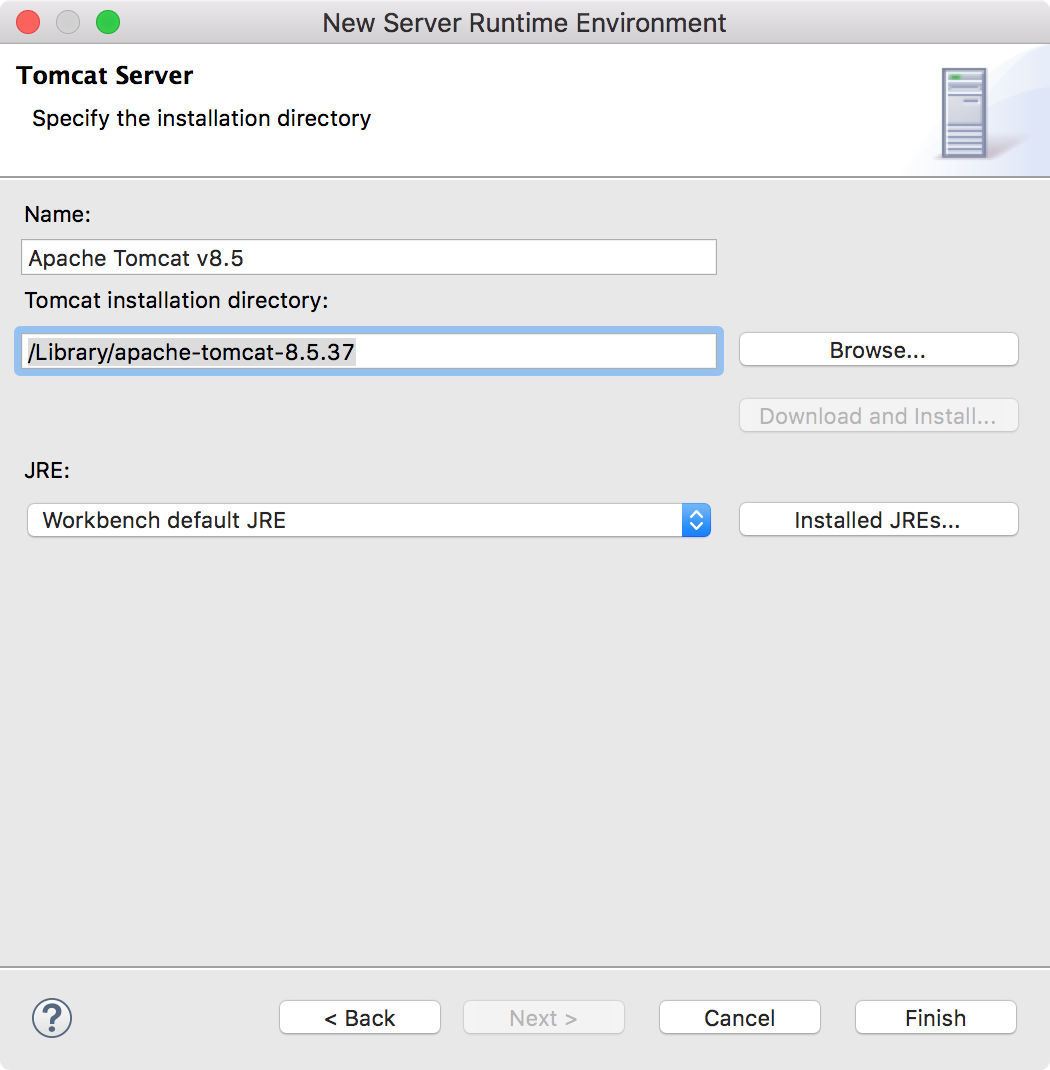 New Server Runtime Environment
Tomcat Server
Specify the installation directory
Name:
Apache Tomcat v8.5
Tomcat installation directory:
/Library/apache-tomcat-8.5.37
Browse...
Download and Install...
JRE:
Workbench default JRE
Installed JREs...
?
< Back
Next >
Cancel
Finish